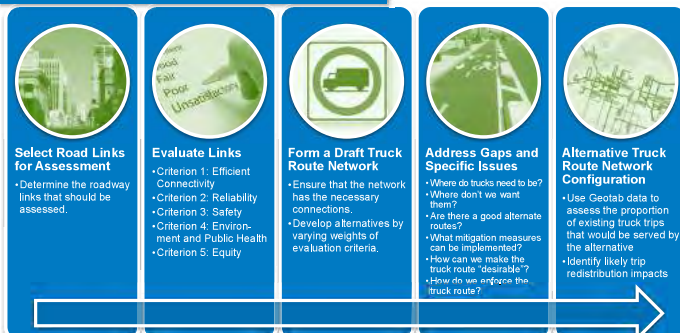 ood
Fair
Poor
Unsatisfactory
Select Road Links
for Assessment
•Determine the roadway
links that should be
assessed.
Evaluate Links
•Criterion 1: Efficient
Connectivity
•Criterion 2: Reliability
•Criterion 3: Safety
•Criterion 4: Environ-
ment and Public Health
•Criterion 5: Equity
Form a Draft Truck
Route Network
•Ensure that the network
has the necessary
connections.
•Develop alternatives by
varying weights of
evaluation criteria.
Address Gaps and
Specific Issues
•Where do trucks need to be?
•Where don't we want
them?
•Are there a good alternate
routes?
•What mitigation measures
can be implemented?
•How can we make the
truck route "desirable"?
•How do we enforce the
truck route?
Alternative Truck
Route Network
Configuration
•Use Geotab data to
assess the proportion
of existing truck trips
that would be served by
the alternative
•Identify likely trip
redistribution impacts